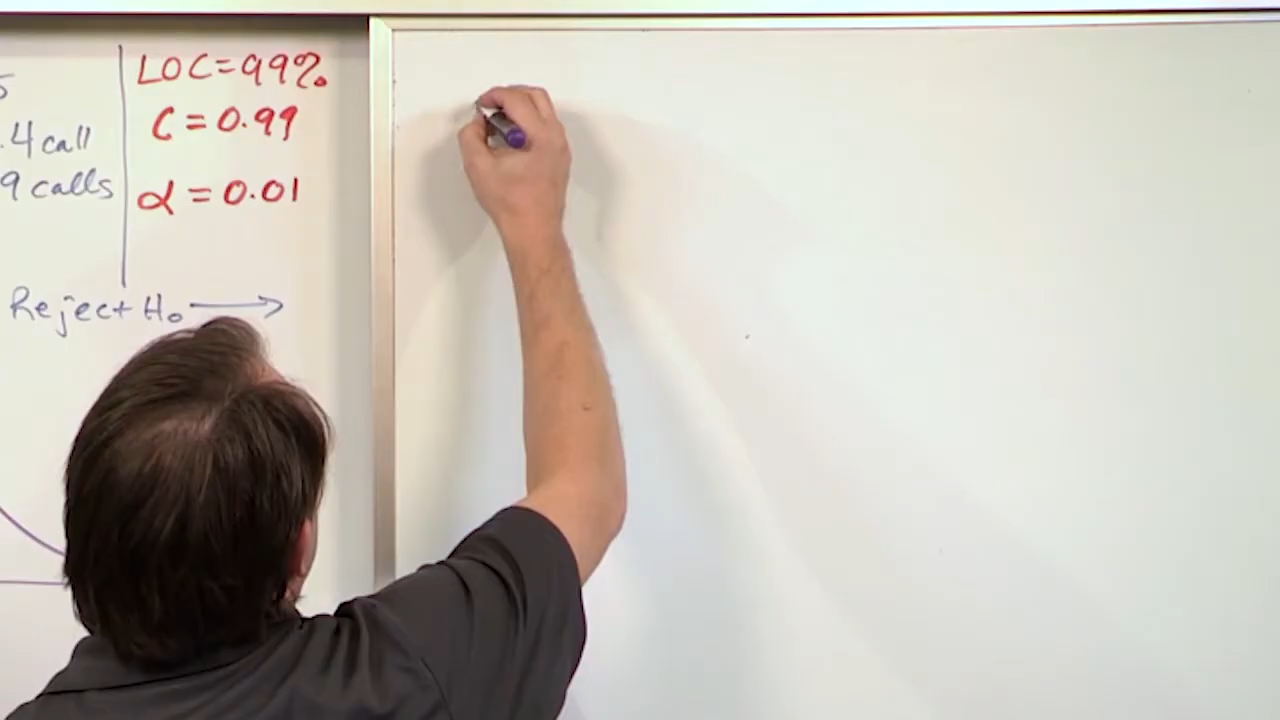 LOC=99%
C = 0.99
.4 call
9 calls
α = 0.01
Reject H₀ →